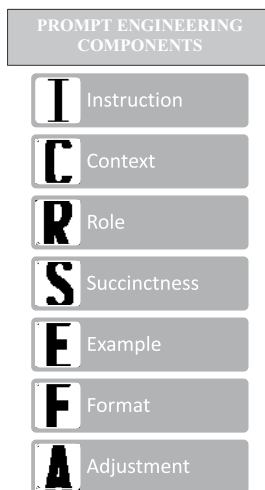 PROMPT ENGINEERING
COMPONENTS
I Instruction
C Context
R Role
S Succinctness
E Example
F Format
A Adjustment